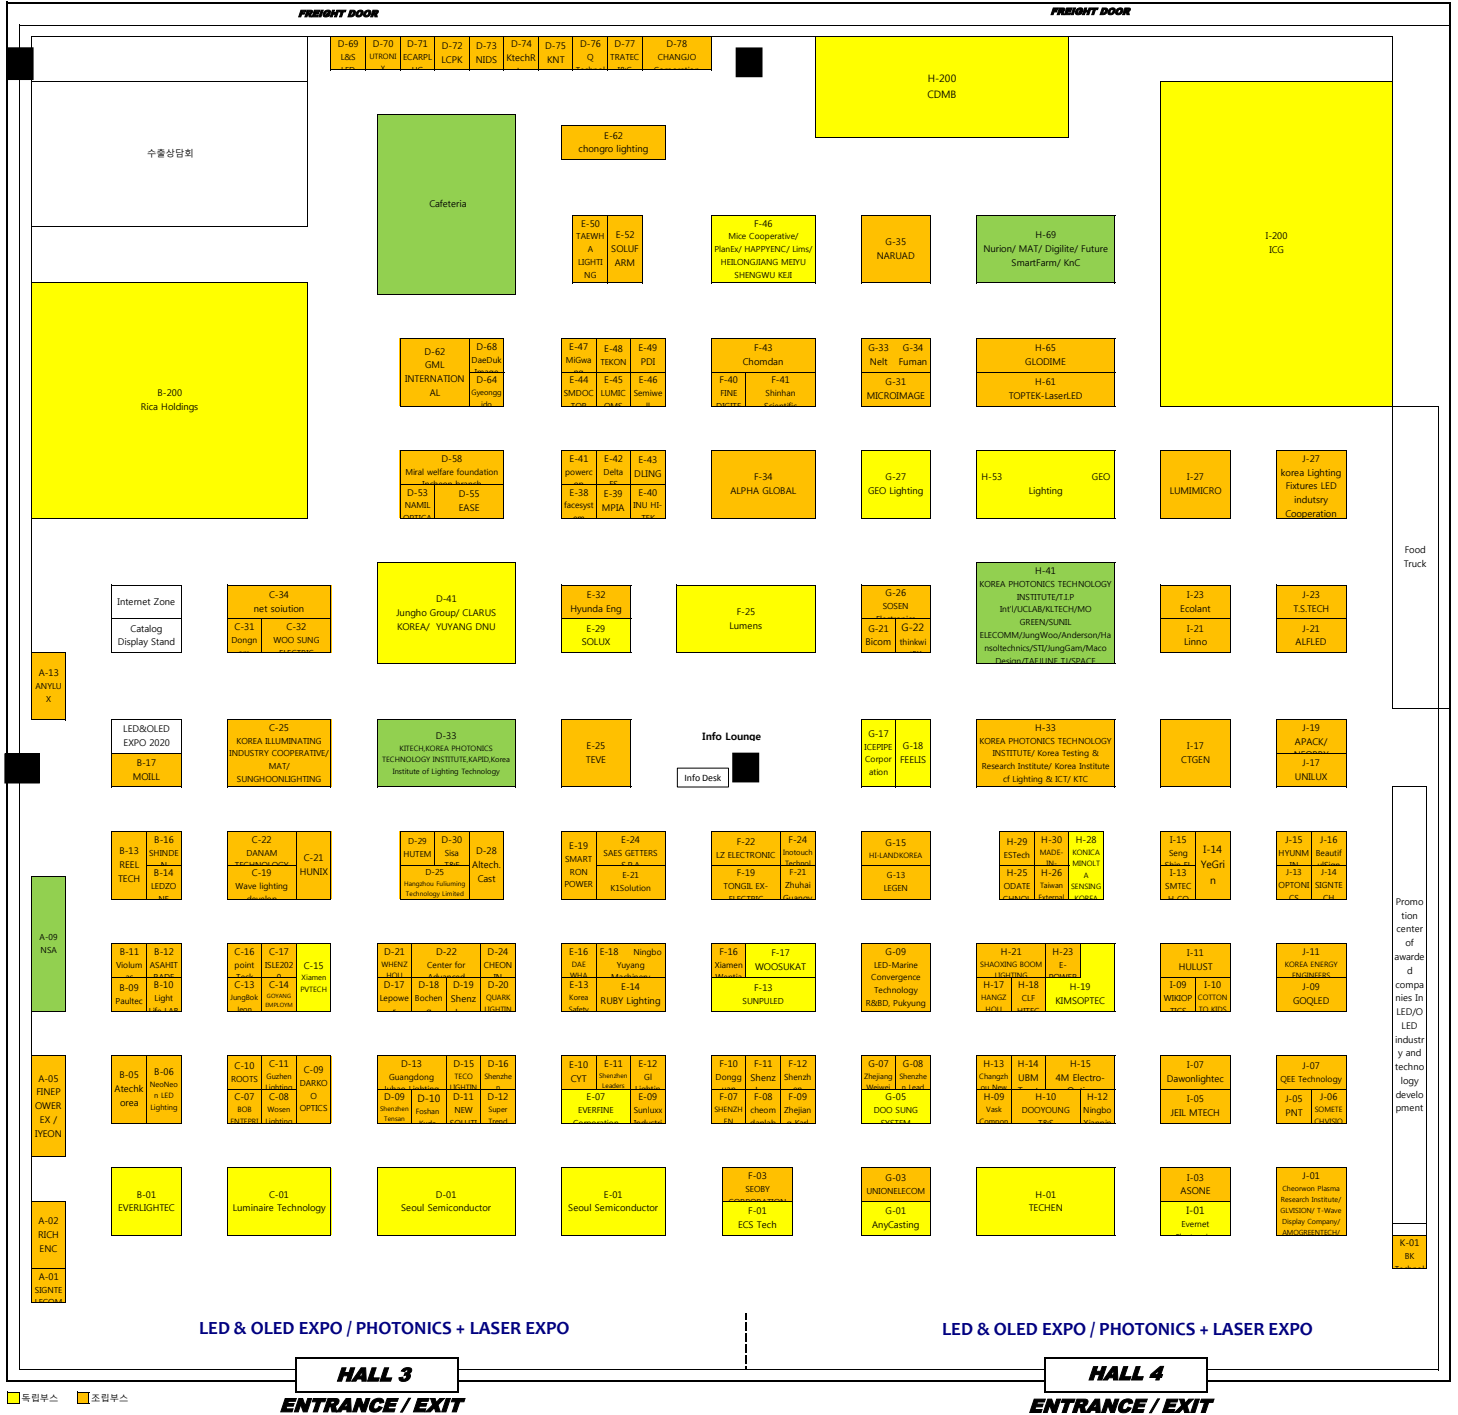 FREIGHT DOOR
FREIGHT DOOR
D-69
L&S
D-70
UTRONI
X
D-71
ECARPL
D-72
LCPK
D-73
NIDS
D-74
KtechR
D-75
KNT
D-76
Q
D-77
TRATEC
D-78
CHANGJO
H-200
CDMB
I-200
ICG
수출상담회
Cafeteria
E-62
chongro lighting
E-50
TAEWH
A
LIGHTI
NG
E-52
SOLUF
ARM
F-46
Mice Cooperative/
PlanEx/ HAPPYENC/ Lims/
HEILONGJIANG MEIYU
SHENGWU KEJI
G-35
NARUAD
H-69
Nurion/ MAT/ Digilite/ Future
SmartFarm/ KnC
B-200
Rica Holdings
D-62
GML
INTERNATION
AL
D-68
DaeDuk
D-64
Gyeongg
E-47
MiGwa
E-48
TEKON
E-49
PDI
E-44
SMDOC
E-45
LUMIC
E-46
Semiwe
F-43
Chomdan
F-40
FINE
F-41
Shinhan
G-33 G-34
Nelt Fuman
G-31
MICROIMAGE
H-65
GLODIME
H-61
TOPTEK-LaserLED
D-58
Miral welfare foundation
D-53
NAMIL
D-55
EASE
E-41
powerc
E-42
Delta
E-43
DLING
E-38
facesyst
E-39
MPIA
E-40
INU HI-
F-34
ALPHA GLOBAL
G-27
GEO Lighting
H-53 GEO
Lighting
I-27
LUMIMICRO
J-27
korea Lighting
Fixtures LED
indutsry
Cooperation
Food
Truck
Internet Zone
Catalog
Display Stand
C-34
net soiution
C-31
Dongn
C-32
WOO SUNG
D-41
Jungho Group/ CLARUS
KOREA/ YUYANG DNU
E-32
Hyunda Eng
E-29
SOLUX
F-25
Lumens
G-26
SOSEN
G-21
Bicom
G-22
thinkwi
H-41
KOREA PHOTONICS TECHNOLOGY
INSTITUTE/T.I.P
Int'l/UCLAB/KLTECH/MO
GREEN/SUNIL
ELECOMM/JungWoo/Anderson/Ha
nsoltechnics/STI/JungGam/Maco
I-23
Ecolant
I-21
Linno
J-23
T.S.TECH
J-21
ALFLED
A-13
ANYLU
X
LED&OLED
EXPO 2020
B-17
MOILL
C-25
KOREA ILLUMINATING
INDUSTRY COOPERATIVE/
MAT/
SUNGHOONLIGHTING
D-33
KITECH,KOREA PHOTONICS
TECHNOLOGY INSTITUTE,KAPID,Korea
Institute of Lighting Technology
E-25
TEVE
Info Lounge
Info Desk
G-17
ICEPIPE
Corpor
ation
G-18
FEELIS
H-33
KOREA PHOTONICS TECHNOLOGY
INSTITUTE/ Korea Testing &
Research Institute/ Korea Institute
cf Lighting & ICT/ KTC
I-17
CTGEN
J-19
APACK/
J-17
UNILUX
B-13
REEL
TECH
B-16
SHINDE
B-14
LEDZO
C-22
DANAM
C-19
Wave lighting
C-21
HUNIX
D-29
HUTEM
D-30
Sisa
D-28
Altech.
Cast
D-25
Hangzhou Fuliuming
Technology Limited
E-19
SMART
RON
POWER
E-24
SAES GETTERS
E-21
K1Solution
F-22
LZ ELECTRONIC
F-24
Inotouch
F-19
TONGIL EX-
F-21
Zhuhai
G-15
HI-LANDKOREA
G-13
LEGEN
H-29
ESTech
H-30
MADE-
IN-
H-28
KONICA
MINOLT
A
SENSING
KOREA
H-25
ODATE
H-26
Taiwan
External
I-15
Seng
I-14
YeGri
n
I-13
SMTEC
J-15
HYUNM
J-16
Beautif
J-13
OPTONI
J-14
SIGNTE
A-09
NSA
B-11
Violum
B-12
ASAHIT
B-09
Paultec
B-10
Light
C-16
point
C-17
ISLE202
C-15
Xiamen
PVTECH
C-13
JungBok
C-14
GOYANG
EMPLOYM
D-21
WHENZ
D-22
Center for
D-24
CHEON
D-17
Lepowe
D-18
Bochen
D-19
Shenz
D-20
QUARK
E-16
DAE
WHA
E-18 Ningbo
Yuyang
E-13
Korea
E-14
RUBY Lighting
F-16
Xiamen
F-17
WOOSUKAT
F-13
SUNPULED
G-09
LED-Marine
Convergence
Technology
R&BD, Pukyung
H-21
SHAOXING BOOM
LIGHTING
H-23
E-
H-17
HANGZ
H-18
CLF
H-19
KIMSOPTEC
I-11
HULUST
I-09
WIKIOP
I-10
COTTON
J-11
KOREA ENERGY
ENGINEERS
J-09
GOQLED
Promo
tion
center
of
awarde
d
compa
nies In
LED/O
LED
industr
y and
techno
logy
develo
pment
A-05
FINEP
OWER
EX /
IYEON
B-05
Atechk
orea
B-06
NeoNeo
n LED
Lighting
C-10
ROOTS
C-11
Guzhen
C-09
DARKO
OPTICS
C-07
BOB
C-08
Wosen
D-13
Guangdong
D-15
TECO
D-16
Shenzhe
D-09
Shenzhen
Tensan
D-10
Foshan
D-11
NEW
D-12
Super
E-10
CYT
E-11
Shenzhen
Leaders
E-12
GI
E-07
EVERFINE
E-09
Sunluxx
F-10
Dongg
F-11
Shenz
F-12
Shenzh
F-07
SHENZH
F-08
cheom
F-09
Zhejian
G-07
Zhejiang
G-08
Shenzhe
G-05
DOO SUNG
H-13
Changzh
H-14
UBM
H-15
4M Electro-
H-09
Vask
H-10
DOOYOUNG
H-12
Ningbo
I-07
Dawonlightec
I-05
JEIL MTECH
J-07
QEE Technology
J-05
PNT
J-06
SOMETE
A-02
RICH
ENC
A-01
SIGNTE
B-01
EVERLIGHTEC
C-01
Luminaire Technology
D-01
Seoul Semiconductor
E-01
Seoul Semiconductor
F-03
SEOBY
F-01
ECS Tech
G-03
UNIONELECOM
G-01
AnyCasting
H-01
TECHEN
I-03
ASONE
I-01
Evernet
J-01
Cheorwon Plasma
Research Institute/
GLVISION/ T-Wave
Display Company/
AMOGREENTECH/
K-01
BK
LED & OLED EXPO / PHOTONICS + LASER EXPO
LED & OLED EXPO / PHOTONICS + LASER EXPO
HALL 3
ENTRANCE / EXIT
HALL 4
ENTRANCE / EXIT
독립부스
조립부스